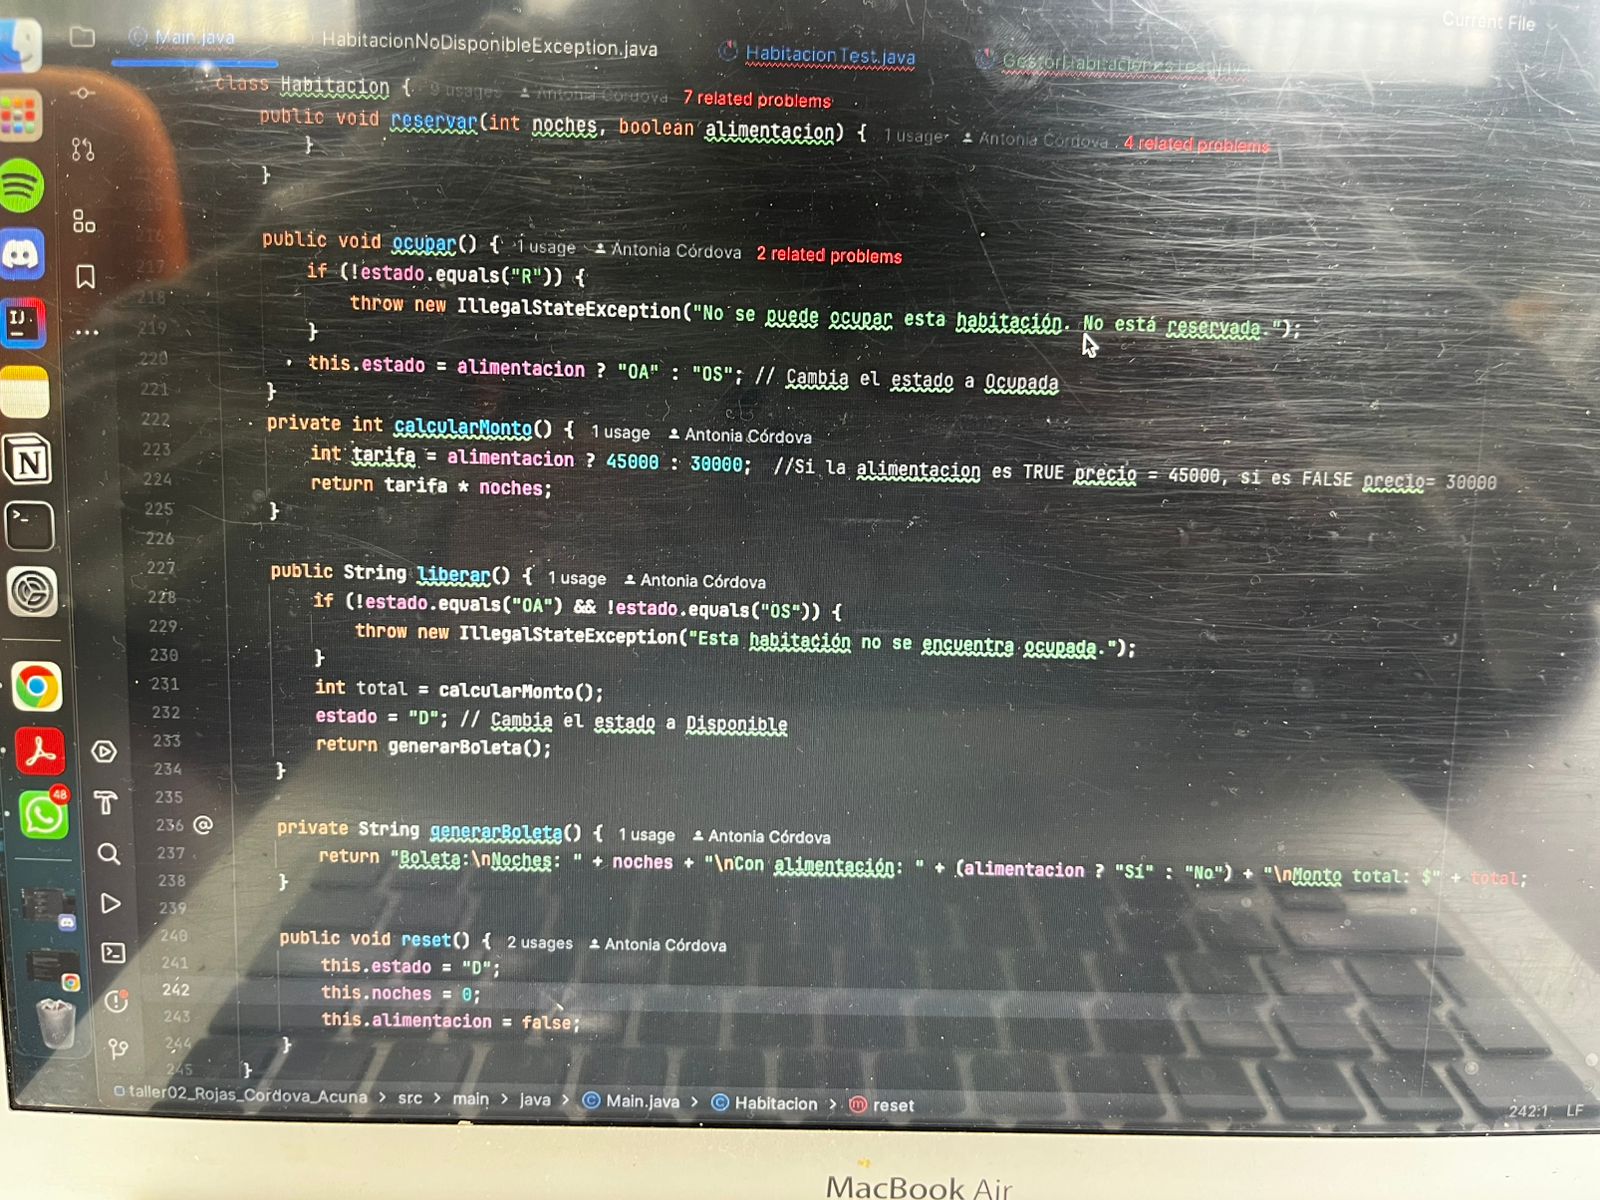 Current File
Main.java HabitacionNoDisponibleException.java HabitacionTest.java GestorHabitacionesTest.java
class Habitacion { 9 usages Antonia Córdova 7 related problems
public void reservar(int noches, boolean alimentacion) { 1 usage Antonia Córdova 4 related problems
}
}
216 public void ocupar() { 1 usage Antonia Córdova 2 related problems
217 if (!estado.equals("R")) {
218 throw new IllegalStateException("No se puede ocupar esta habitación. No está reservada.");
219 }
220 this.estado = alimentacion ? "OA" : "OS"; // Cambia el estado a Ocupada
221 }
222 private int calcularMonto() { 1 usage Antonia Córdova
223 int tarifa = alimentacion ? 45000 : 30000; //Si la alimentacion es TRUE precio = 45000, si es FALSE precio= 30000
224 return tarifa * noches;
225 }
226
227 public String liberar() { 1 usage Antonia Córdova
228 if (!estado.equals("OA") && !estado.equals("OS")) {
229 throw new IllegalStateException("Esta habitación no se encuentra ocupada.");
230 }
231 int total = calcularMonto();
232 estado = "D"; // Cambia el estado a Disponible
233 return generarBoleta();
234 }
235
236 @ private String generarBoleta() { 1 usage Antonia Córdova
237 return "Boleta:\nNoches: " + noches + "\nCon alimentación: " + (alimentacion ? "Sí" : "No") + "\nMonto total: $" + total;
238 }
239
240 public void reset() { 2 usages Antonia Córdova
241 this.estado = "D";
242 this.noches = 0;
243 this.alimentacion = false;
244 }
245 }
48
taller02_Rojas_Cordova_Acuna > src > main > java > Main.java > Habitacion > reset
242:1 LF
MacBook Air